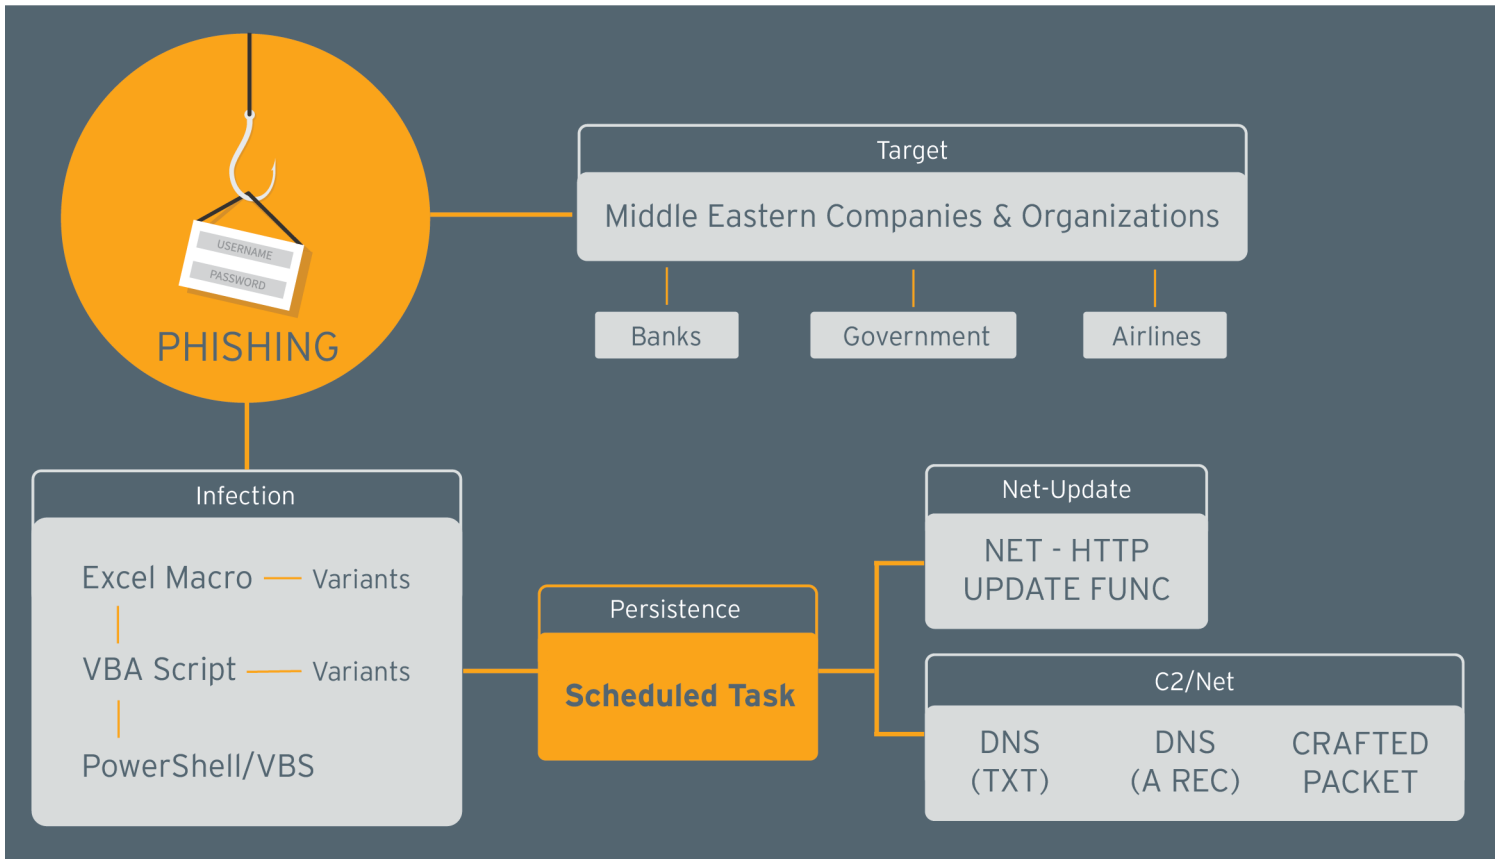 USERNAME
PASSWORD
PHISHING
Target
Middle Eastern Companies & Organizations
Banks
Government
Airlines
Infection
Excel Macro
Variants
VBA Script
Variants
PowerShell/VBS
Persistence
Scheduled Task
Net-Update
NET - HTTP
UPDATE FUNC
C2/Net
DNS
(TXT)
DNS
(A REC)
CRAFTED
PACKET